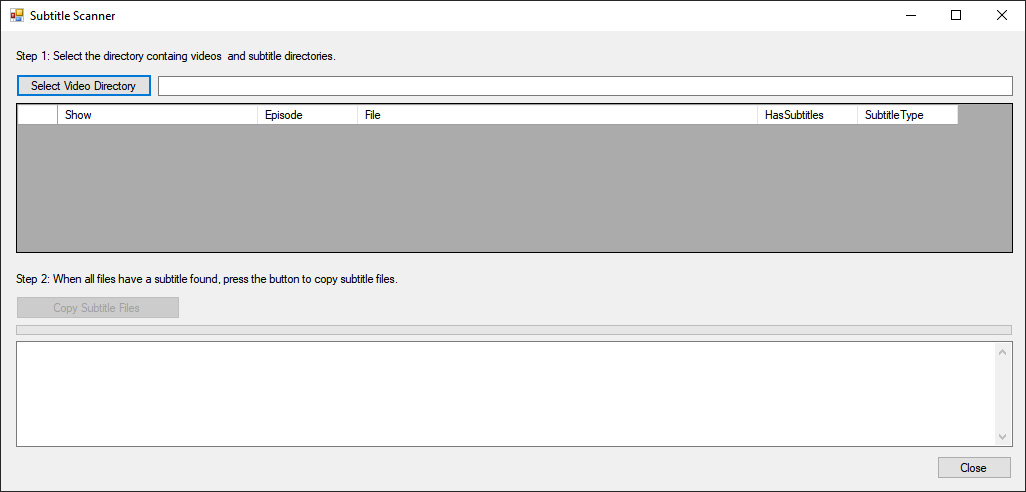 Subtitle Scanner
Step 1: Select the directory containg videos  and subtitle directories.
Select Video Directory
Show Episode File HasSubtitles SubtitleType
Step 2: When all files have a subtitle found, press the button to copy subtitle files.
Copy Subtitle Files
Close